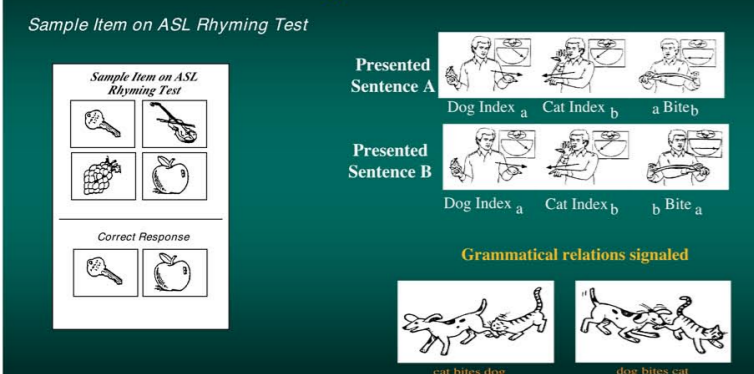 Sample Item on ASL Rhyming Test
Sample Item on ASL
Rhyming Test
Correct Response
Presented
Sentence A
Dog Index a Cat Index b a Bite b
Presented
Sentence B
Dog Index a Cat Index b b Bite a
Grammatical relations signaled
cat bites dog dog bites cat